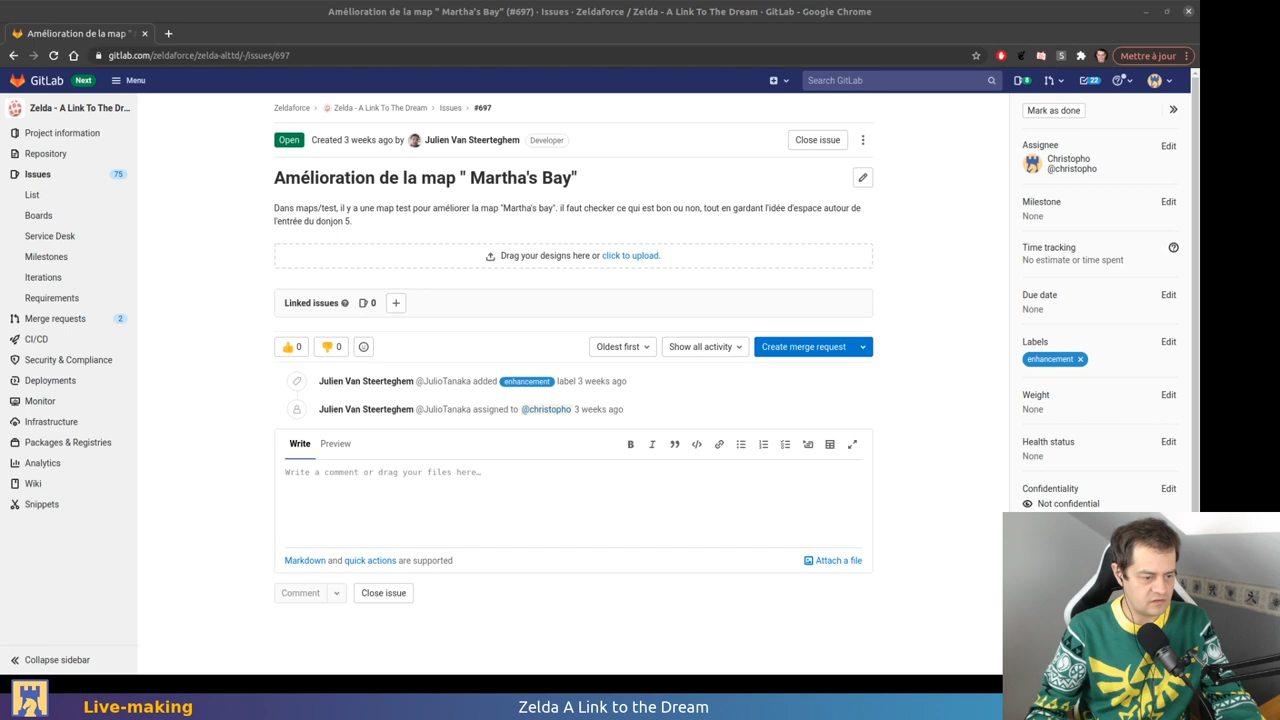 Amélioration de la map " Martha's Bay" (#697) · Issues · Zeldaforce / Zelda - A Link To The Dream · GitLab - Google Chrome
Amélioration de la map "
gitlab.com/zeldaforce/zelda-alttd/-/issues/697
Mettre à jour
GitLab Next Menu
Search GitLab
8
22
Zelda - A Link To The Dr...
Project information
Repository
Issues 75
List
Boards
Service Desk
Milestones
Iterations
Requirements
Merge requests 2
CI/CD
Security & Compliance
Deployments
Monitor
Infrastructure
Packages & Registries
Analytics
Wiki
Snippets
Collapse sidebar
Zeldaforce › Zelda - A Link To The Dream › Issues › #697
Open Created 3 weeks ago by Julien Van Steerteghem Developer
Close issue
Amélioration de la map " Martha's Bay"
Dans maps/test, il y a une map test pour améliorer la map "Martha's bay". il faut checker ce qui est bon ou non, tout en gardant l'idée d'espace autour de
l'entrée du donjon 5.
Drag your designs here or click to upload.
Linked issues 0
0 0
Oldest first Show all activity Create merge request
Julien Van Steerteghem @JulioTanaka added enhancement label 3 weeks ago
Julien Van Steerteghem @JulioTanaka assigned to @christopho 3 weeks ago
Write Preview
Write a comment or drag your files here…
Markdown and quick actions are supported
Attach a file
Comment Close issue
Mark as done
Assignee Edit
Christopho
@christopho
Milestone Edit
None
Time tracking
No estimate or time spent
Due date Edit
None
Labels Edit
enhancement
Weight Edit
None
Health status Edit
None
Confidentiality Edit
Not confidential
Live-making
Zelda A Link to the Dream